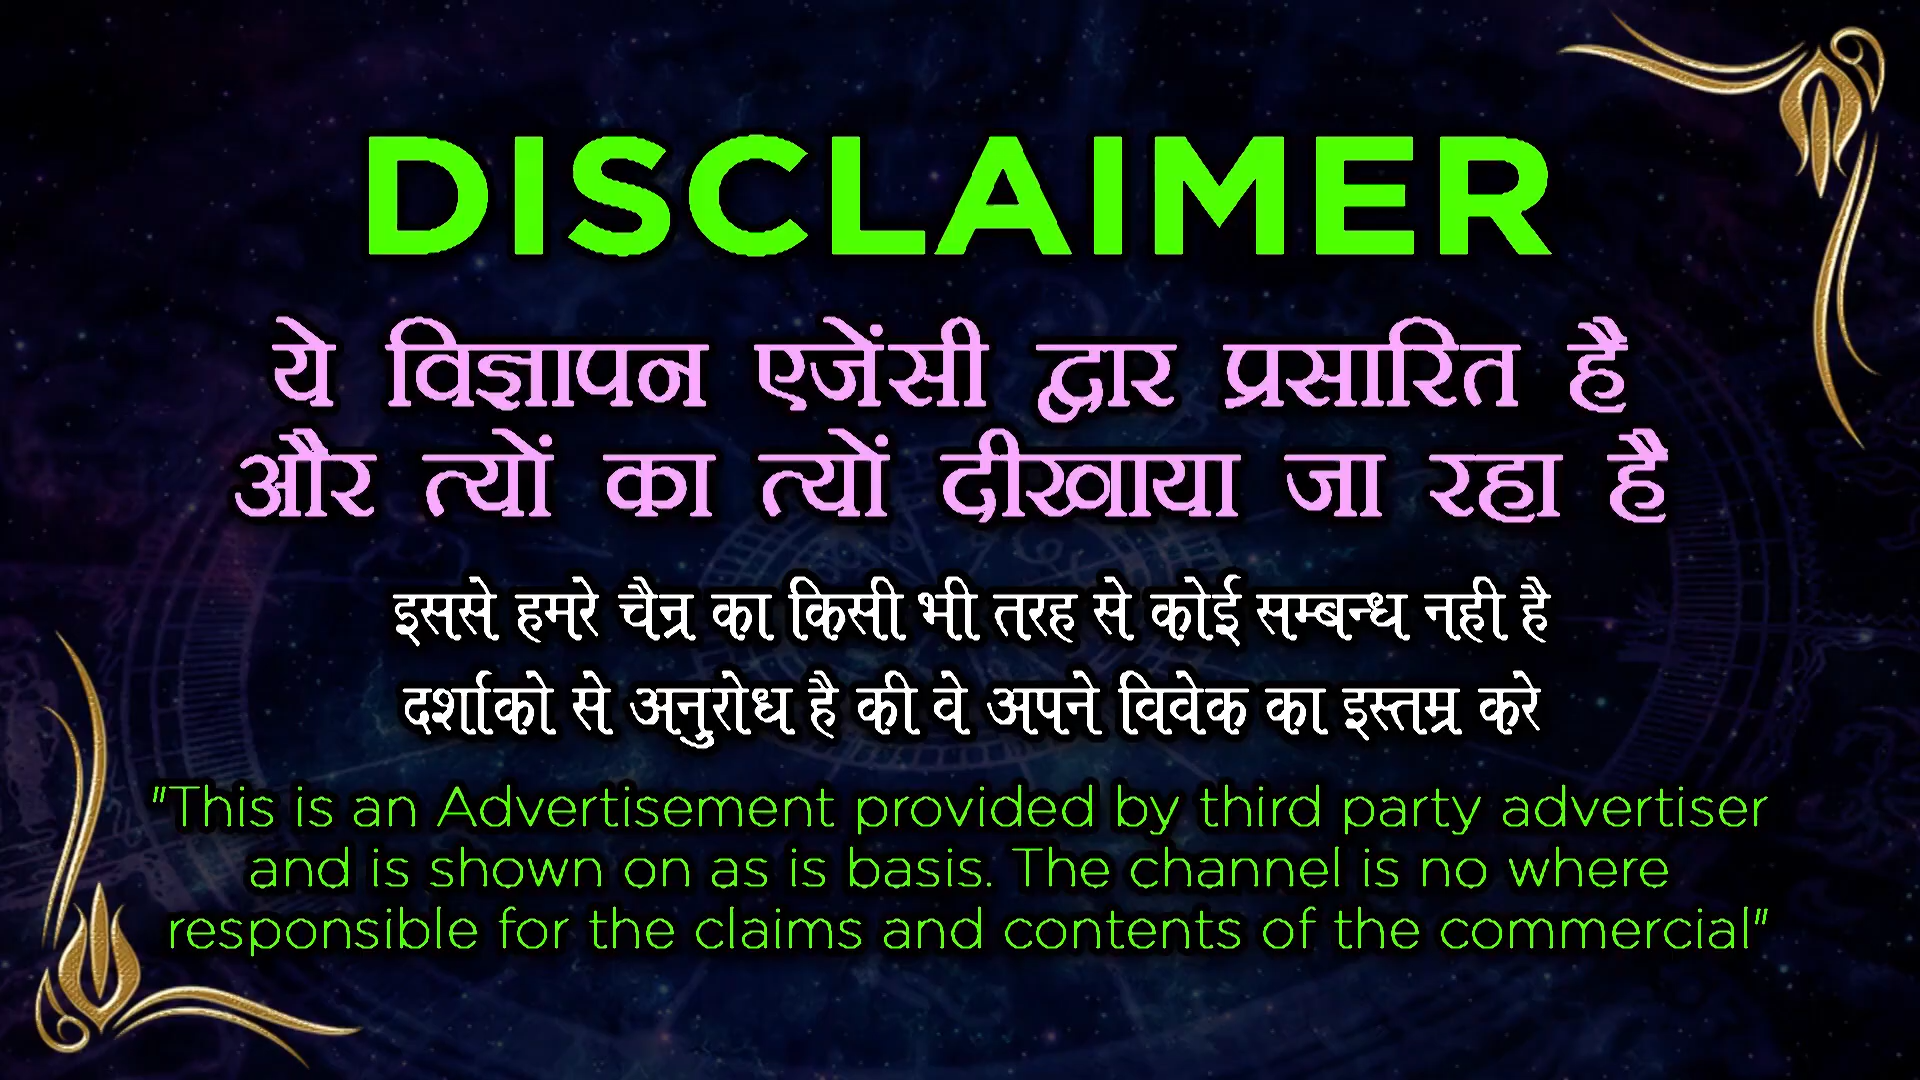 DISCLAIMER
ये विज्ञापन एजेंसी द्वार प्रसारित है
और त्यों का त्यों दीखाया जा रहा है
इससे हमरे चैन्र का किसी भी तरह से कोई सम्बन्ध नही है
दर्शाको से अनुरोध है की वे अपने विवेक का इस्तम्र करे
"This is an Advertisement provided by third party advertiser
and is shown on as is basis. The channel is no where
responsible for the claims and contents of the commercial"